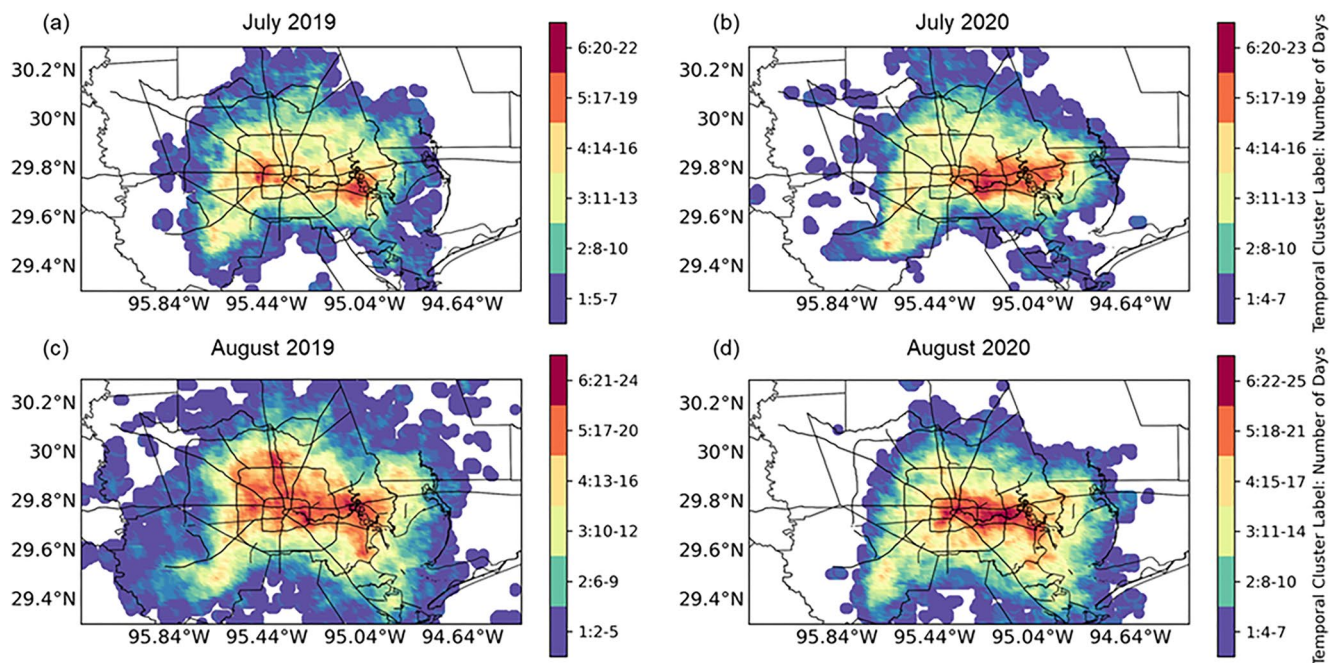 (a) July 2019
30.2°N
30°N
29.8°N
29.6°N
29.4°N
95.84°W 95.44°W 95.04°W 94.64°W
6:20-22
5:17-19
4:14-16
3:11-13
2:8-10
1:5-7
(b) July 2020
30.2°N
30°N
29.8°N
29.6°N
29.4°N
95.84°W 95.44°W 95.04°W 94.64°W
6:20-23
5:17-19
4:14-16
3:11-13
2:8-10
1:4-7
Temporal Cluster Label: Number of Days
(c) August 2019
30.2°N
30°N
29.8°N
29.6°N
29.4°N
95.84°W 95.44°W 95.04°W 94.64°W
6:21-24
5:17-20
4:13-16
3:10-12
2:6-9
1:2-5
(d) August 2020
30.2°N
30°N
29.8°N
29.6°N
29.4°N
95.84°W 95.44°W 95.04°W 94.64°W
6:22-25
5:18-21
4:15-17
3:11-14
2:8-10
1:4-7
Temporal Cluster Label: Number of Days